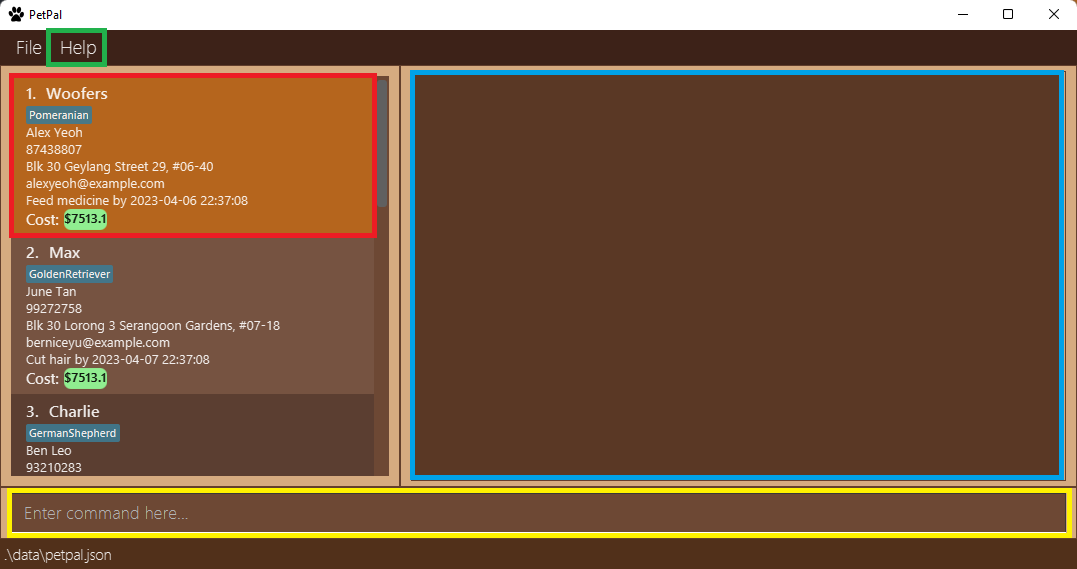 PetPal
File Help
1. Woofers
Pomeranian
Alex Yeoh
87438807
Blk 30 Geylang Street 29, #06-40
alexyeoh@example.com
Feed medicine by 2023-04-06 22:37:08
Cost: $7513.1
2. Max
GoldenRetriever
June Tan
99272758
Blk 30 Lorong 3 Serangoon Gardens, #07-18
berniceyu@example.com
Cut hair by 2023-04-07 22:37:08
Cost: $7513.1
3. Charlie
GermanShepherd
Ben Leo
93210283
Enter command here...
.\data\petpal.json